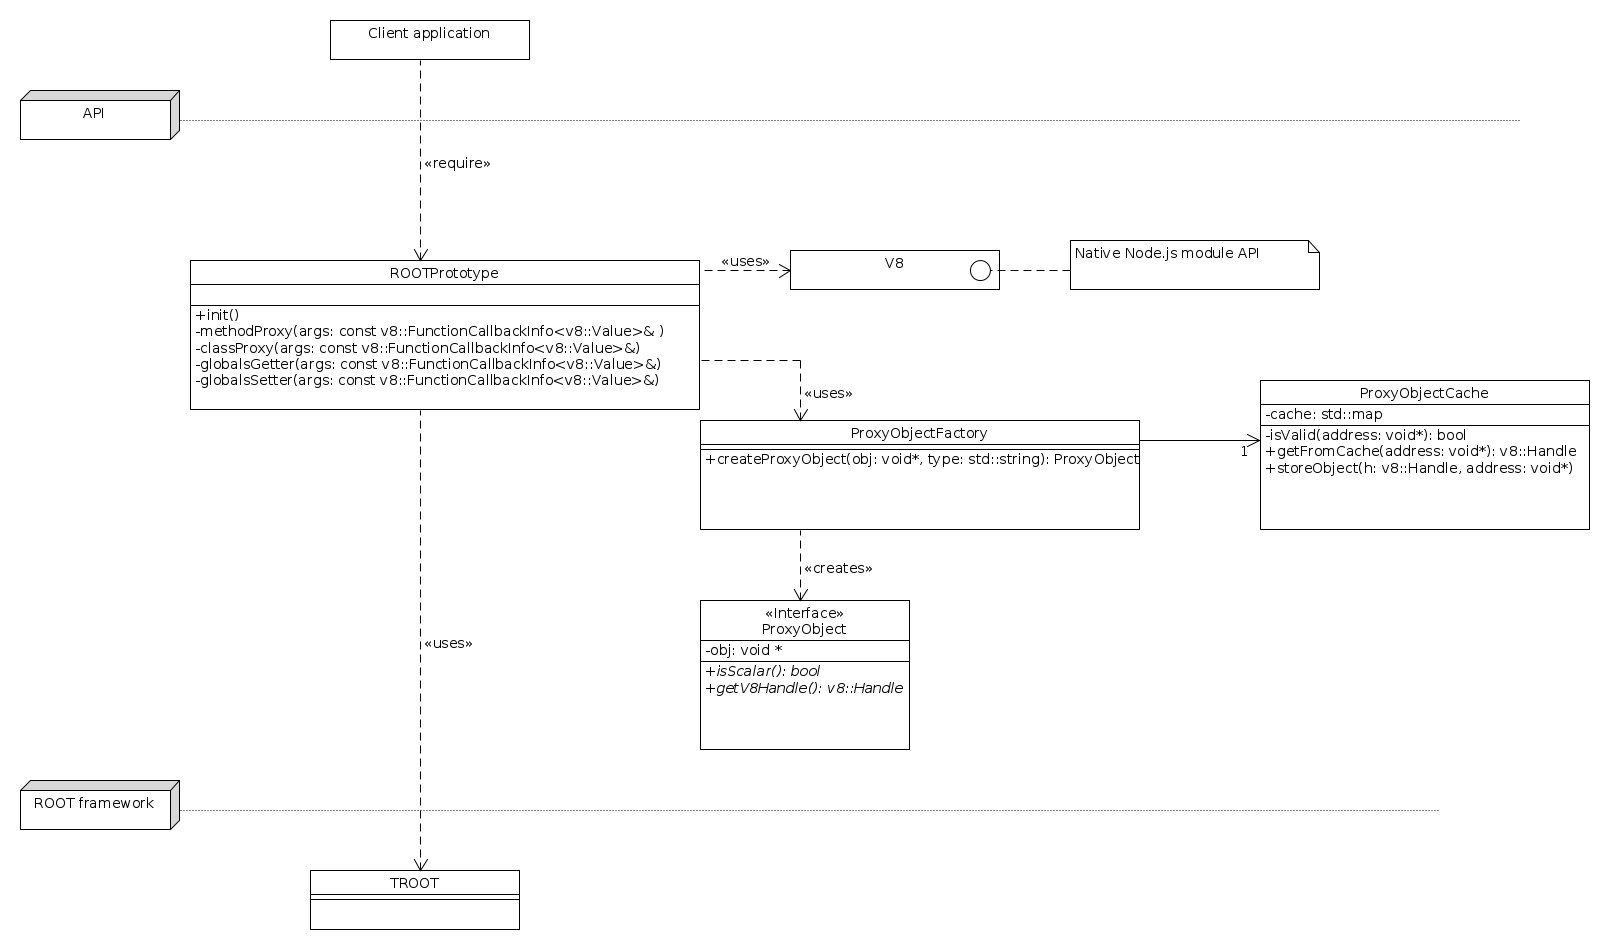 Client application
API
«require»
ROOTPrototype
+init()
-methodProxy(args: const v8::FunctionCallbackInfo<v8::Value>& )
-classProxy(args: const v8::FunctionCallbackInfo<v8::Value>&)
-globalsGetter(args: const v8::FunctionCallbackInfo<v8::Value>&)
-globalsSetter(args: const v8::FunctionCallbackInfo<v8::Value>&)
«uses»
V8
Native Node.js module API
«uses»
ProxyObjectFactory
+createProxyObject(obj: void*, type: std::string): ProxyObject
1
ProxyObjectCache
-cache: std::map
-isValid(address: void*): bool
+getFromCache(address: void*): v8::Handle
+storeObject(h: v8::Handle, address: void*)
«creates»
«Interface»
ProxyObject
-obj: void *
+isScalar(): bool
+getV8Handle(): v8::Handle
«uses»
ROOT framework
TROOT